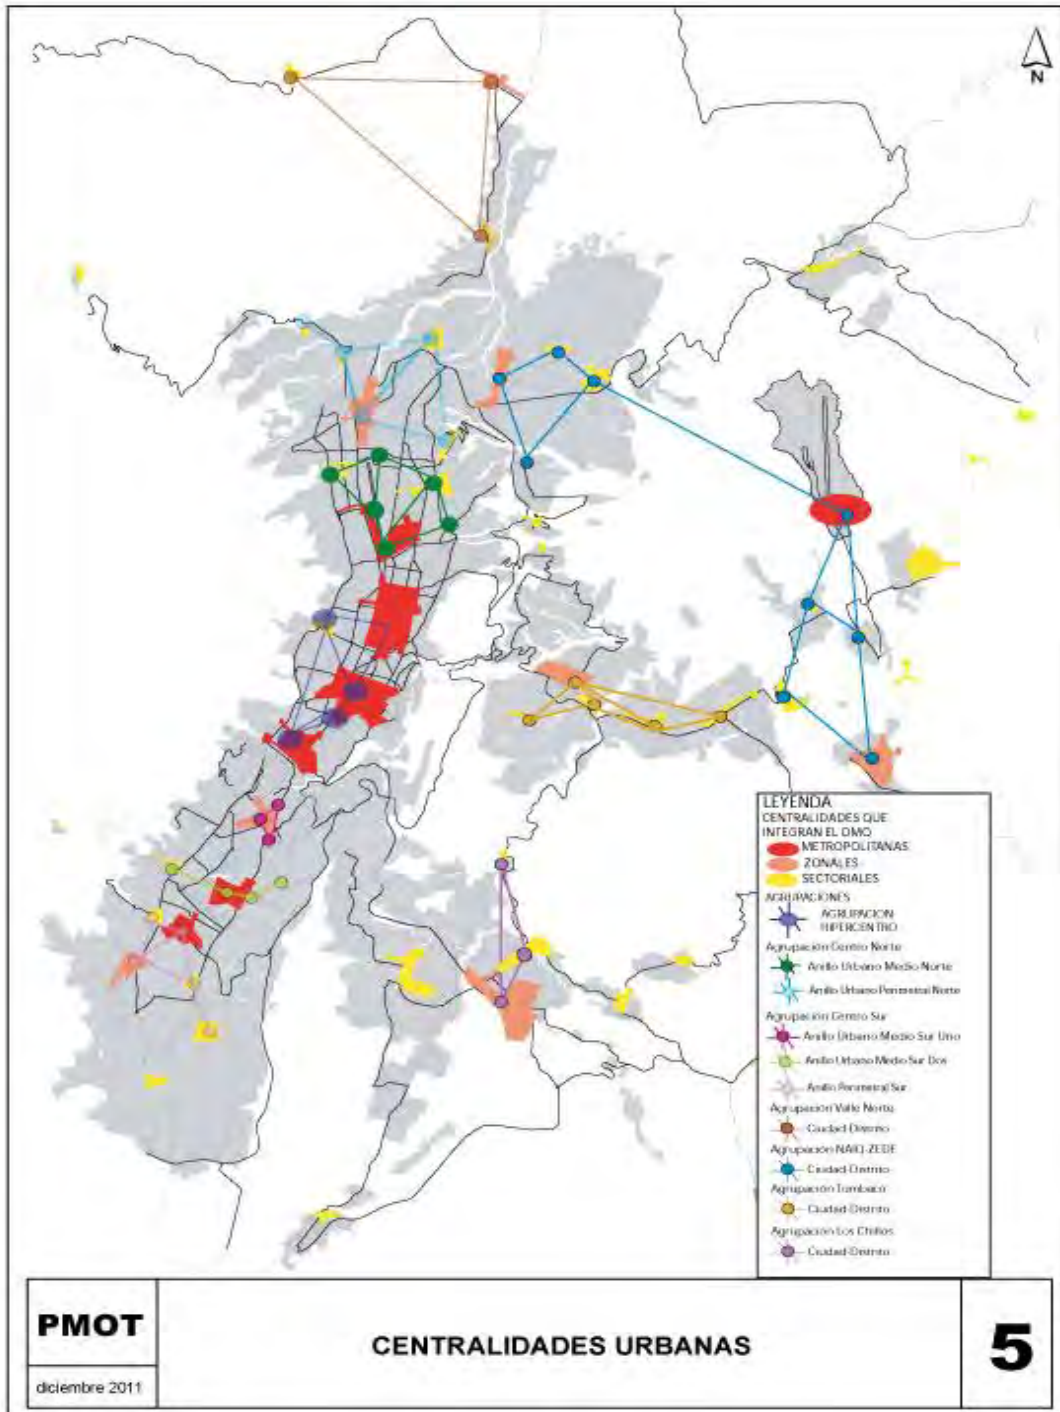 N
LEYENDA
CENTRALIDADES QUE
INTEGRAN EL DMQ
METROPOLITANAS
ZONALES
SECTORIALES
AGRUPACIONES
AGRUPACION
HIPERCENTRO
Agrupación Centro Norte
Anillo Urbano Medio Norte
Anillo Urbano Perimetral Norte
Agrupación Centro Sur
Anillo Urbano Medio Sur Uno
Anillo Urbano Medio Sur Dos
Anillo Perimetral Sur
Agrupación Valle Norte
Ciudad-Distrito
Agrupación NAIQ-ZEDE
Ciudad-Distrito
Agrupación Tumbaco
Ciudad-Distrito
Agrupación Los Chillos
Ciudad-Distrito
PMOT
diciembre 2011
CENTRALIDADES URBANAS
5